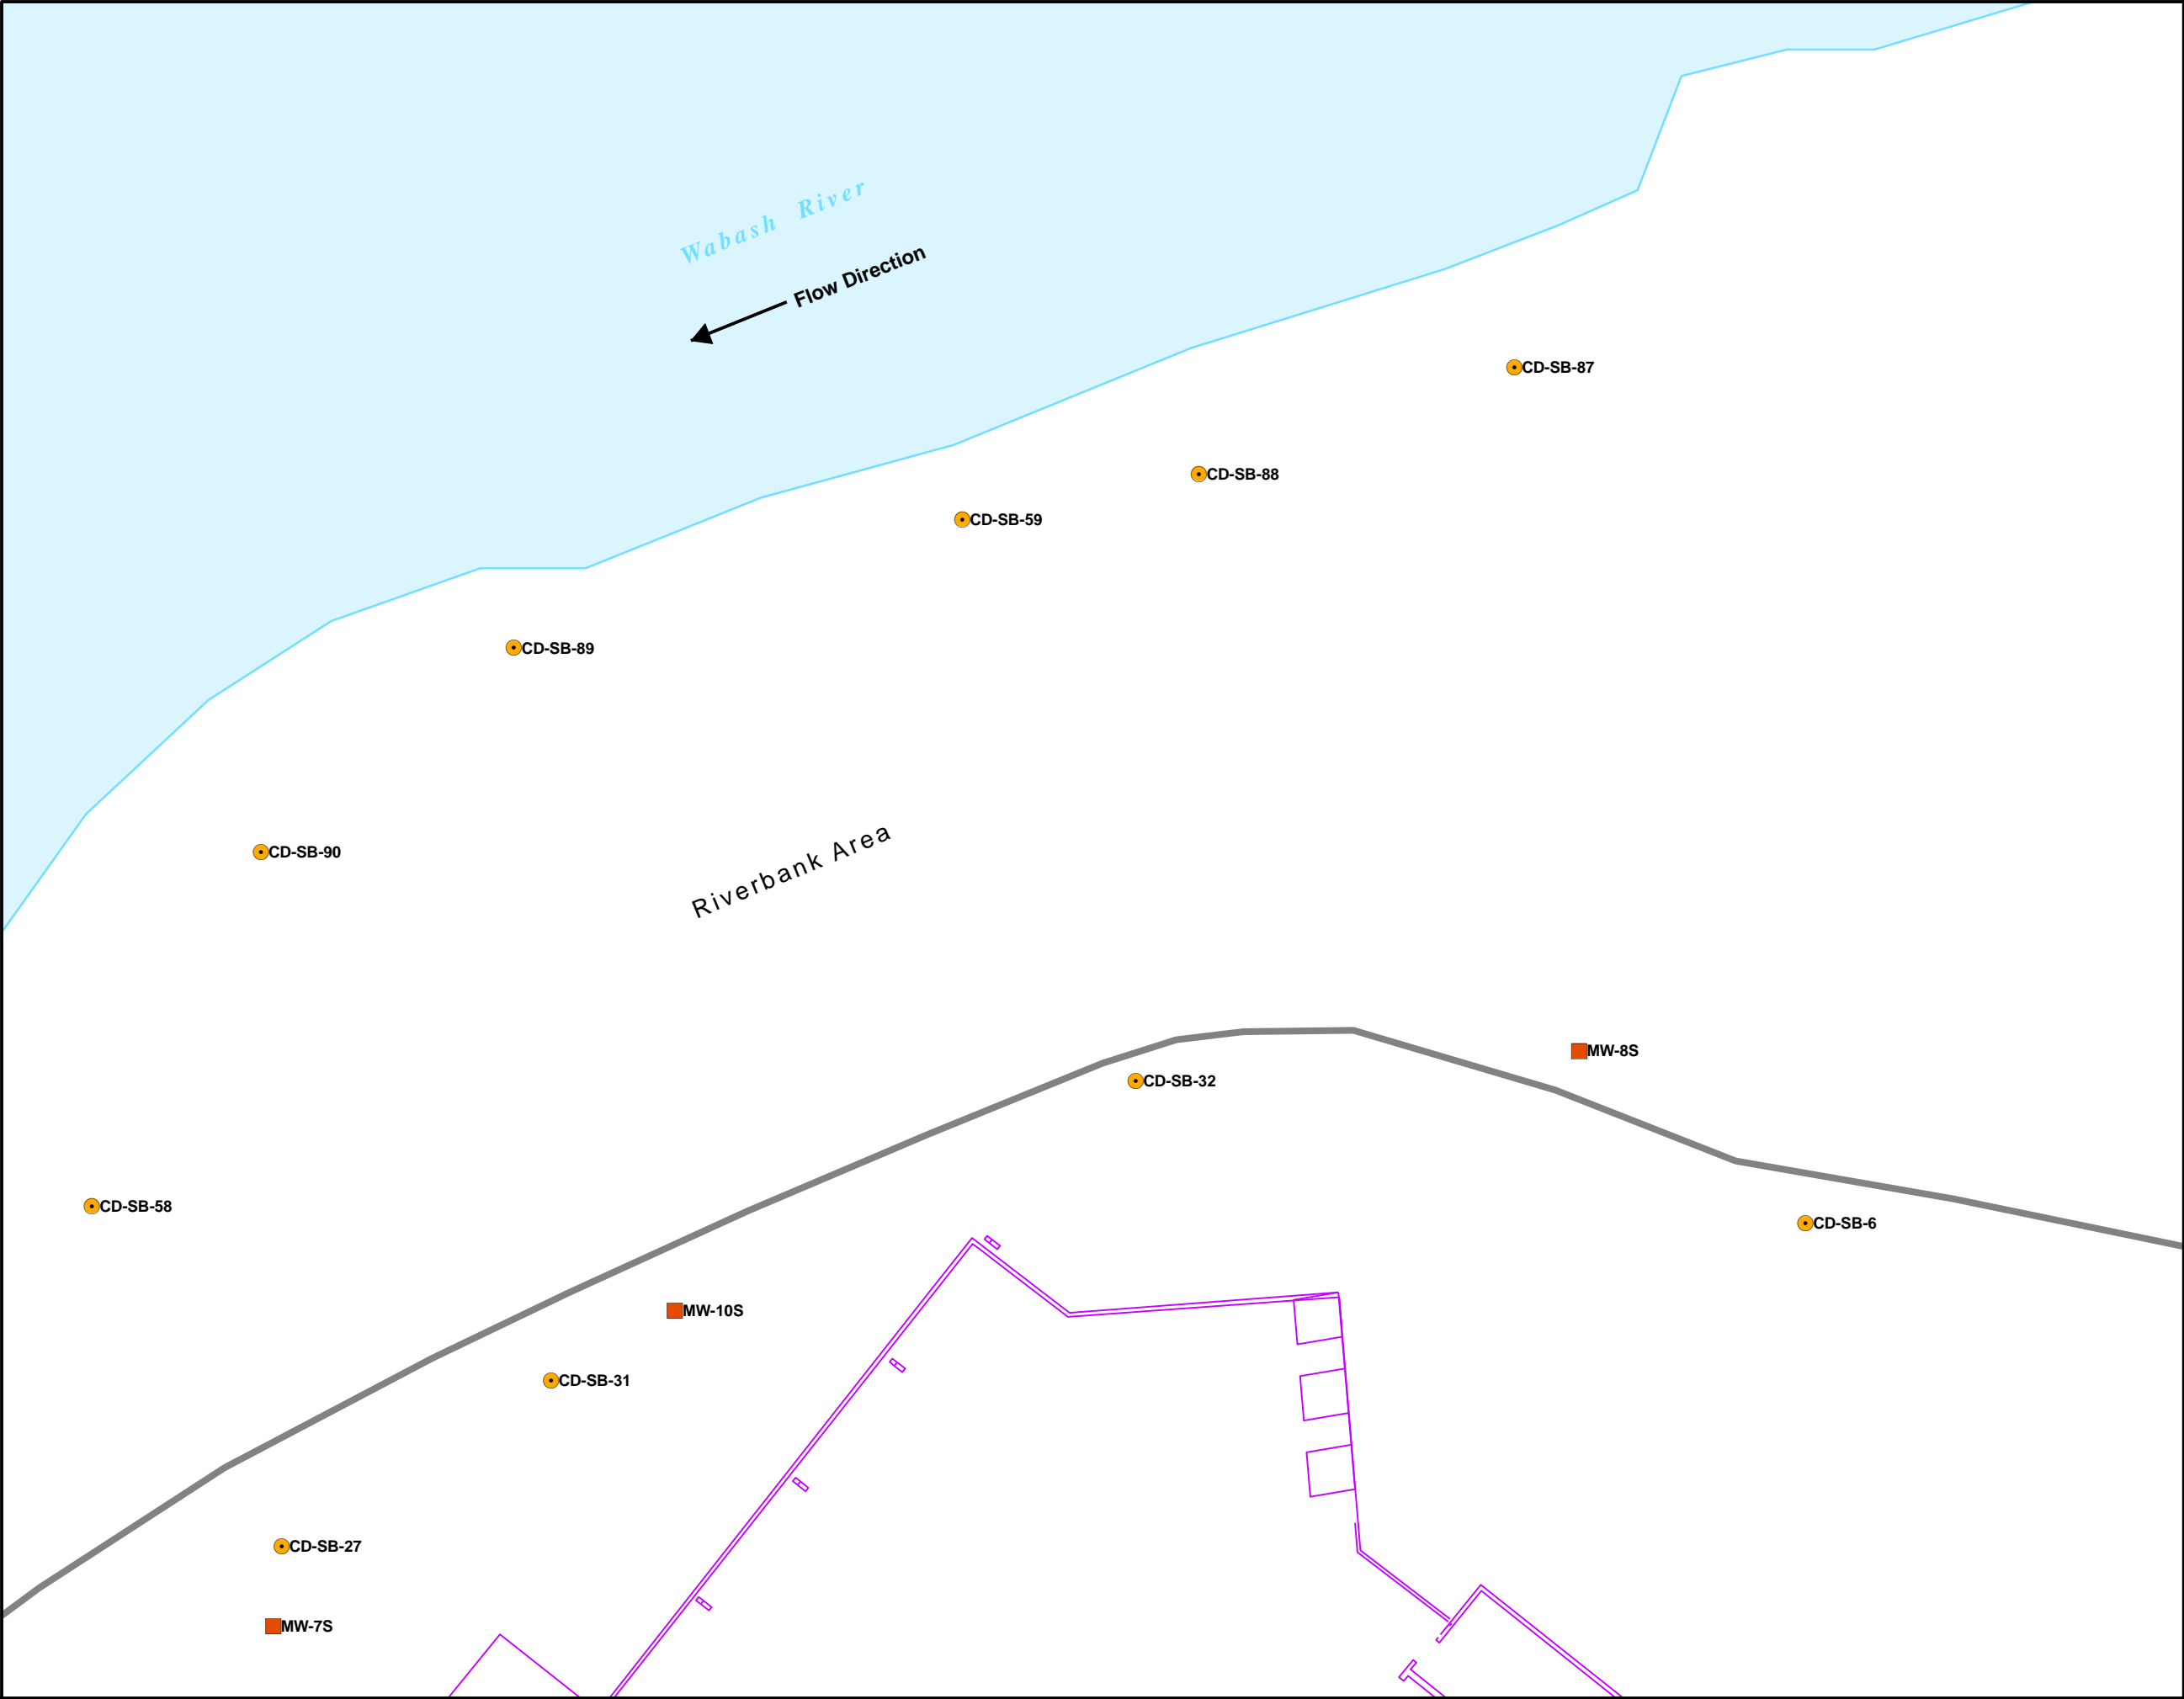 Wabash River
Flow Direction
CD-SB-87
CD-SB-88
CD-SB-59
CD-SB-89
CD-SB-90
Riverbank Area
MW-8S
CD-SB-32
CD-SB-58
CD-SB-6
MW-10S
CD-SB-31
CD-SB-27
MW-7S